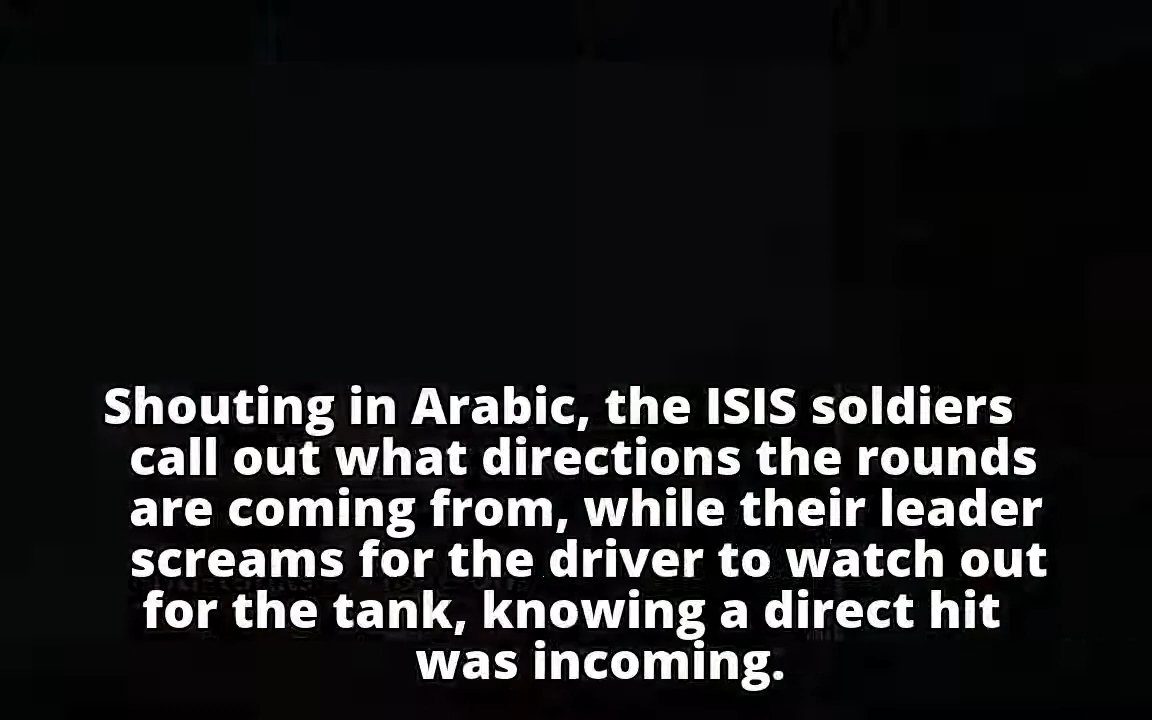 Shouting in Arabic, the ISIS soldiers
call out what directions the rounds
are coming from, while their leader
screams for the driver to watch out
for the tank, knowing a direct hit
was incoming.